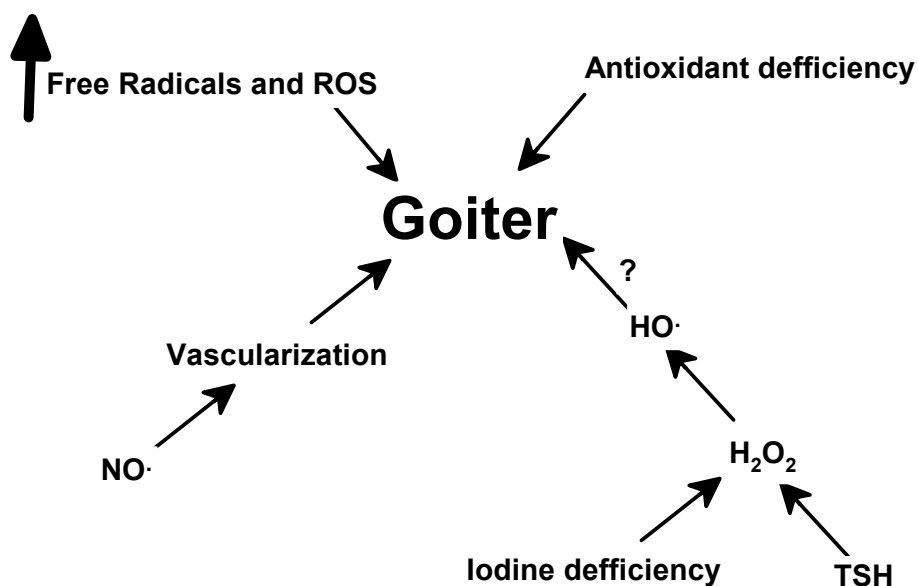 Free Radicals and ROS
Antioxidant defficiency
Goiter
?
HO·
Vascularization
NO·
H₂O₂
Iodine defficiency
TSH